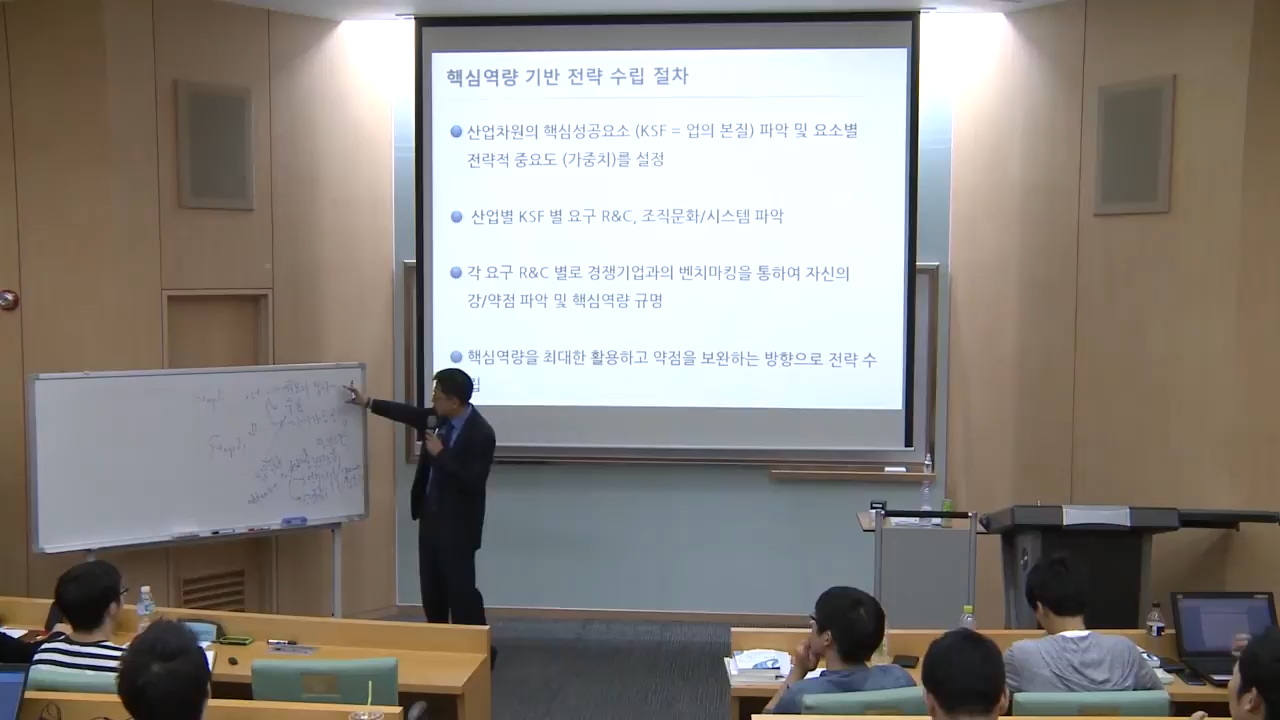 핵심역량 기반 전략 수립 절차
산업차원의 핵심성공요소 (KSF = 업의 본질) 파악 및 요소별
전략적 중요도 (가중치)를 설정
산업별 KSF 별 요구 R&C, 조직문화/시스템 파악
각 요구 R&C 별로 경쟁기업과의 벤치마킹을 통하여 자신의
강/약점 파악 및 핵심역량 규명
핵심역량을 최대한 활용하고 약점을 보완하는 방향으로 전략 수
립